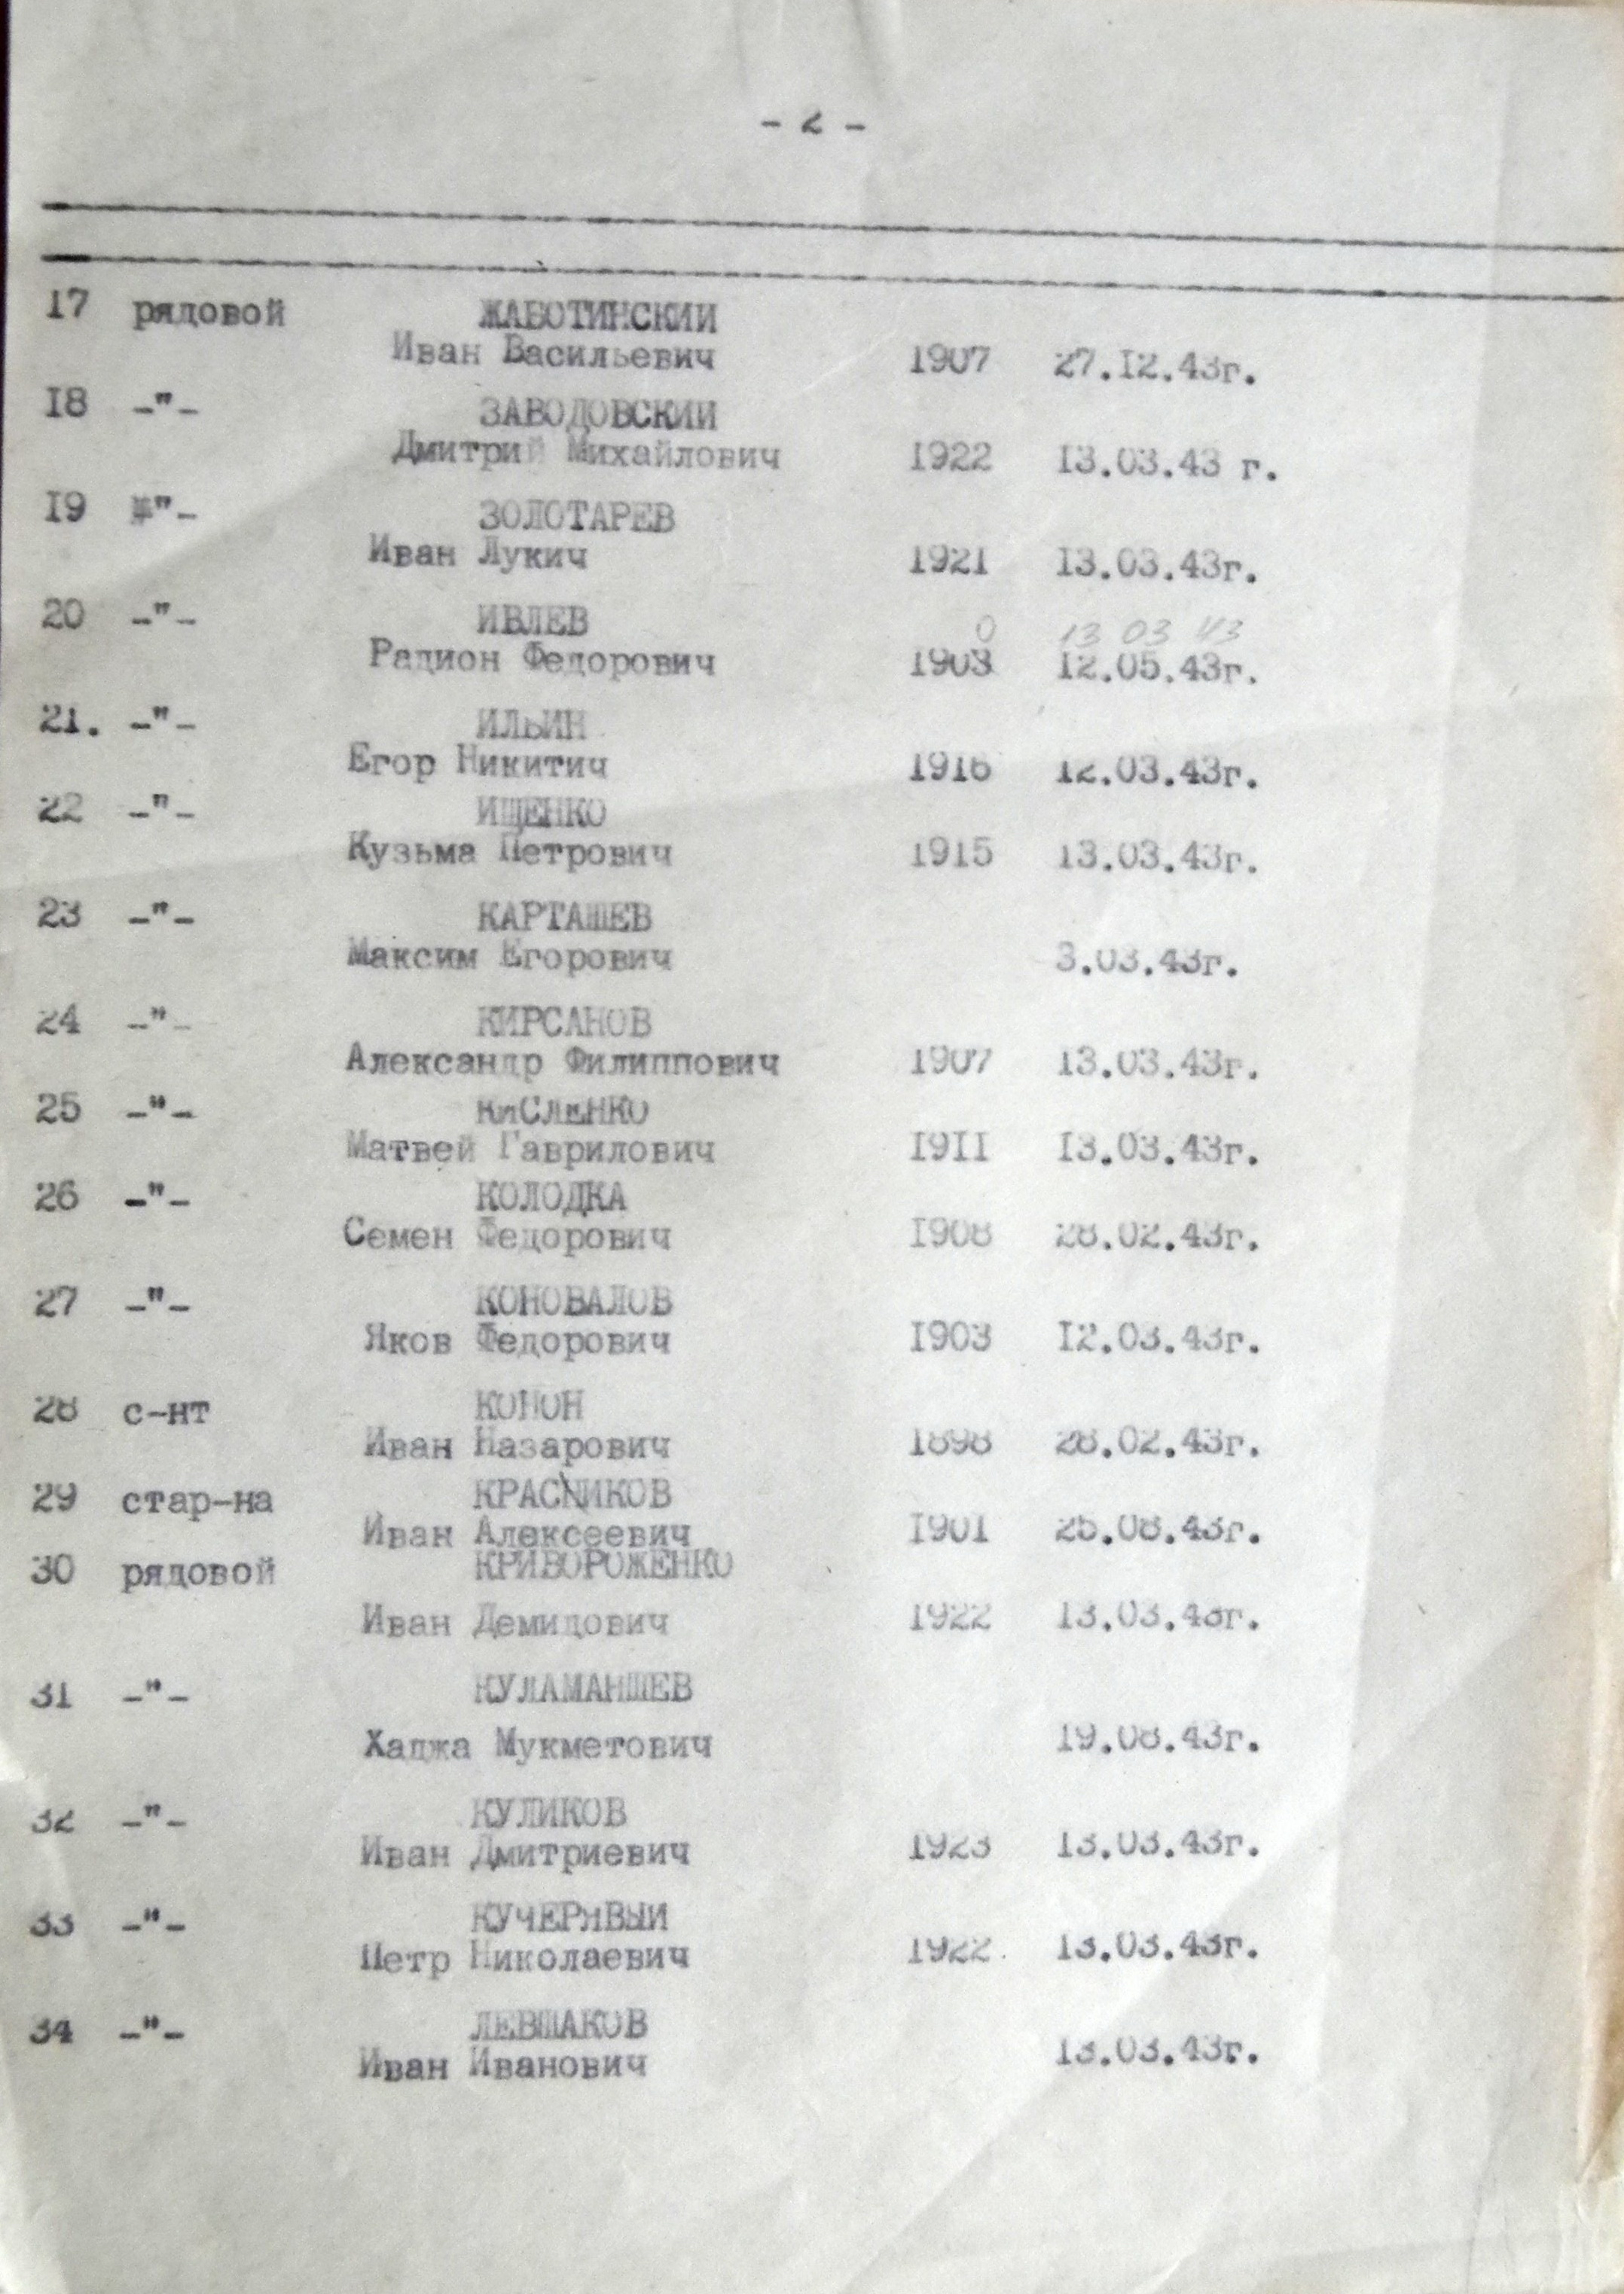 - 2 -
17 рядовой ЖАБОТИНСКИЙ
Иван Васильевич 1907 27.12.43г.
18 -"- ЗАВОДОВСКИЙ
Дмитрий Михайлович 1922 13.03.43 г.
19 -"- ЗОЛОТАРЕВ
Иван Лукич 1921 13.03.43г.
20 -"- ИВЛЕВ 0 13 03 43
Радион Федорович 1903 12.05.43г.
21. -"- ИЛЬИН
Егор Никитич 1916 12.03.43г.
22 -"- ИЩЕНКО
Кузьма Петрович 1915 13.03.43г.
23 -"- КАРТАШЕВ
Максим Егорович 3.03.43г.
24 -"- КИРСАНОВ
Александр Филиппович 1907 13.03.43г.
25 -"- КИСЛЕНКО
Матвей Гаврилович 1911 13.03.43г.
26 -"- КОЛОДКА
Семен Федорович 1908 28.02.43г.
27 -"- КОНОВАЛОВ
Яков Федорович 1903 12.03.43г.
28 с-нт КОНОН
Иван Назарович 1898 28.02.43г.
29 стар-на КРАСНИКОВ
Иван Алексеевич 1901 25.08.43г.
30 рядовой КРИВОРОЖЕНКО
Иван Демидович 1922 13.03.43г.
31 -"- КУЛАМАНШЕВ
Хаджа Мукметович 19.08.43г.
32 -"- КУЛИКОВ
Иван Дмитриевич 1923 13.03.43г.
33 -"- КУЧЕРЯВЫЙ
Петр Николаевич 1922 13.03.43г.
34 -"- ЛЕВШАКОВ
Иван Иванович 13.03.43г.